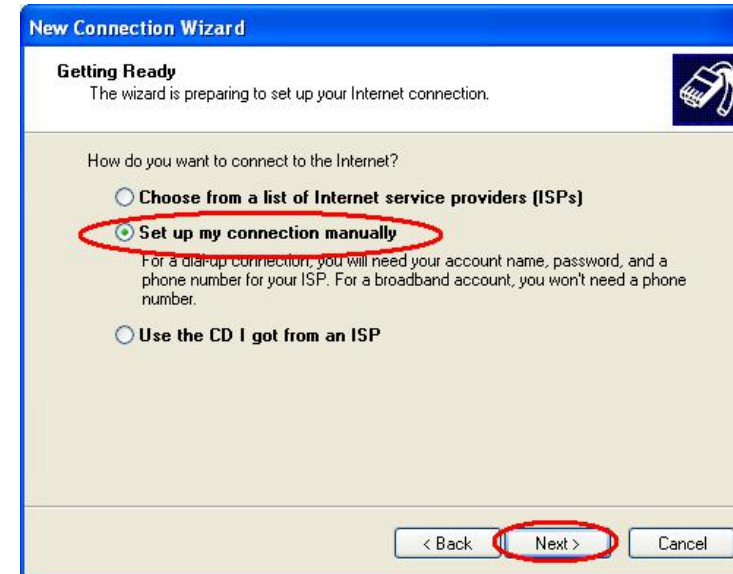 New Connection Wizard
Getting Ready
The wizard is preparing to set up your Internet connection.
How do you want to connect to the Internet?
Choose from a list of Internet service providers (ISPs)
Set up my connection manually
For a dial-up connection, you will need your account name, password, and a
phone number for your ISP. For a broadband account, you won't need a phone
number.
Use the CD I got from an ISP
< Back Next > Cancel